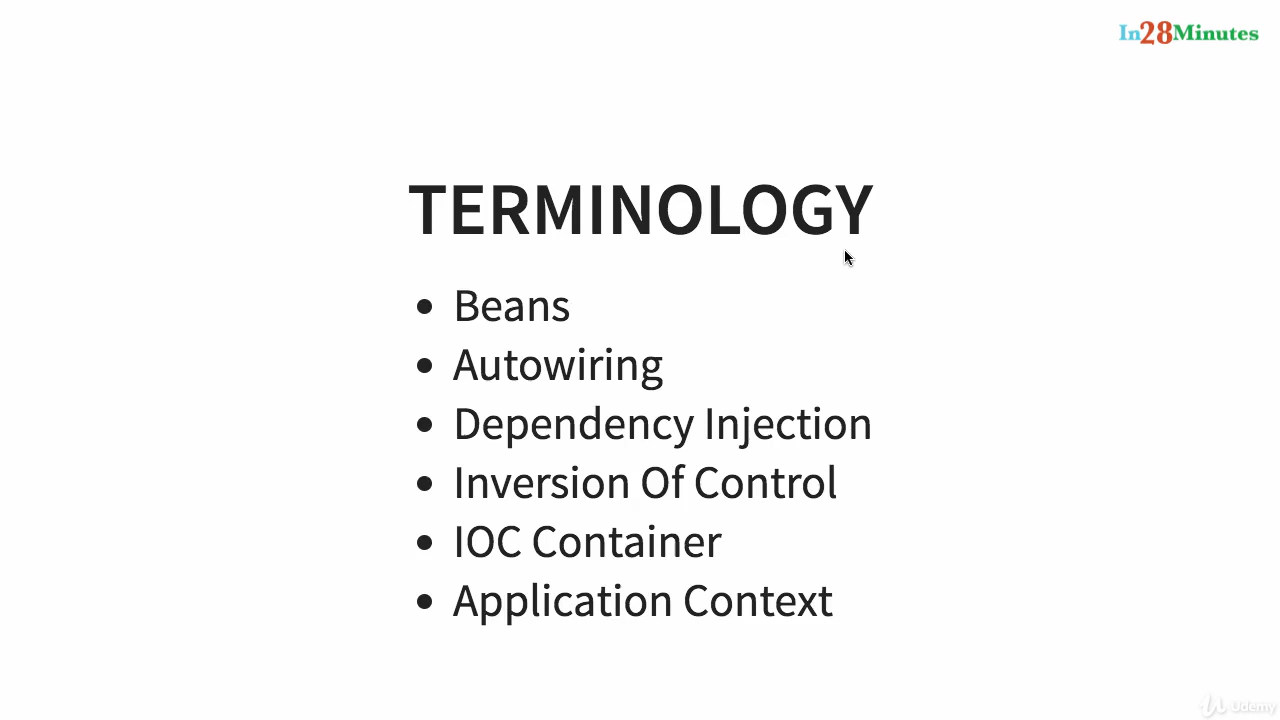 In28Minutes
TERMINOLOGY
• Beans
• Autowiring
• Dependency Injection
• Inversion Of Control
• IOC Container
• Application Context
Udemy